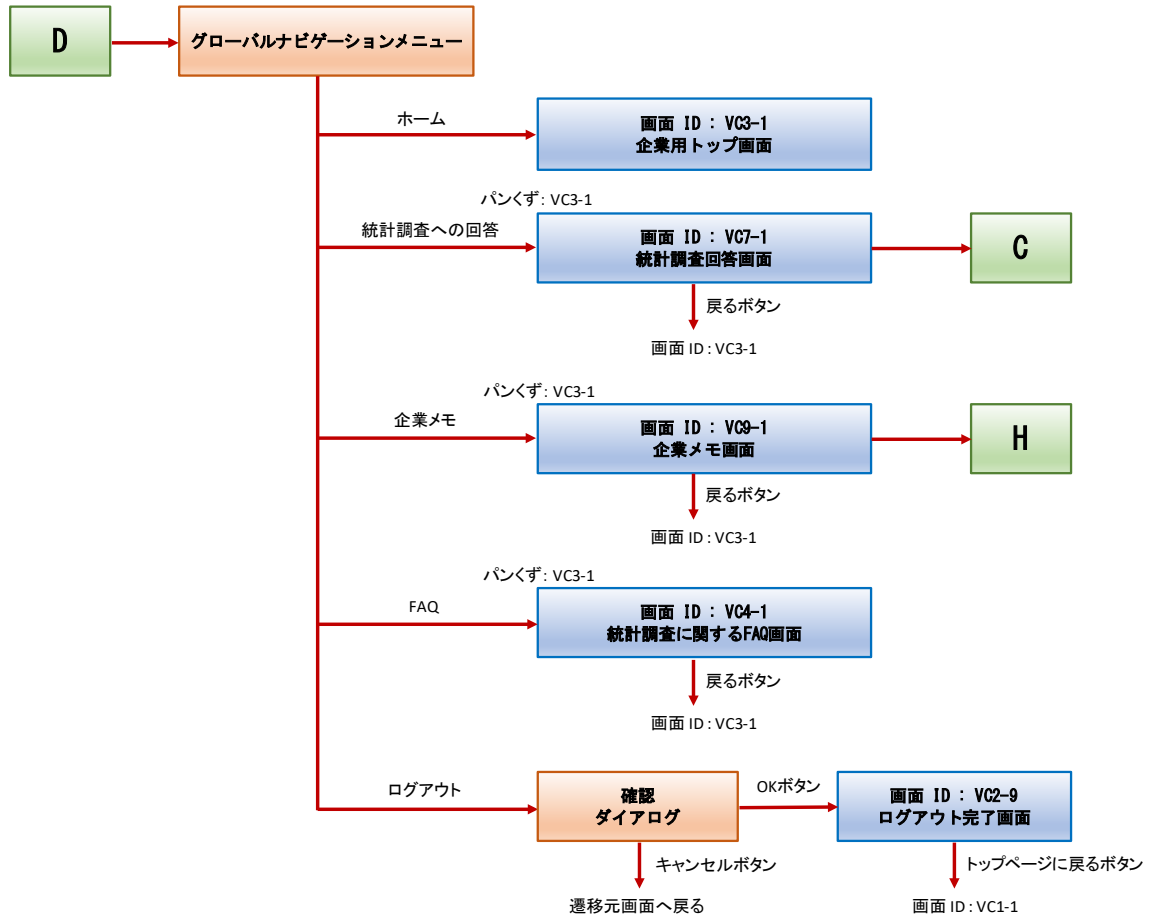 D
グローバルナビゲーションメニュー
ホーム
画面 ID : VC3-1
企業用トップ画面
パンくず: VC3-1
統計調査への回答
画面 ID : VC7-1
統計調査回答画面
C
戻るボタン
画面 ID : VC3-1
パンくず: VC3-1
企業メモ
画面 ID : VC9-1
企業メモ画面
H
戻るボタン
画面 ID : VC3-1
パンくず: VC3-1
FAQ
画面 ID : VC4-1
統計調査に関するFAQ画面
戻るボタン
画面 ID : VC3-1
ログアウト
確認
ダイアログ
OKボタン
画面 ID : VC2-9
ログアウト完了画面
キャンセルボタン
トップページに戻るボタン
遷移元画面へ戻る
画面 ID : VC1-1